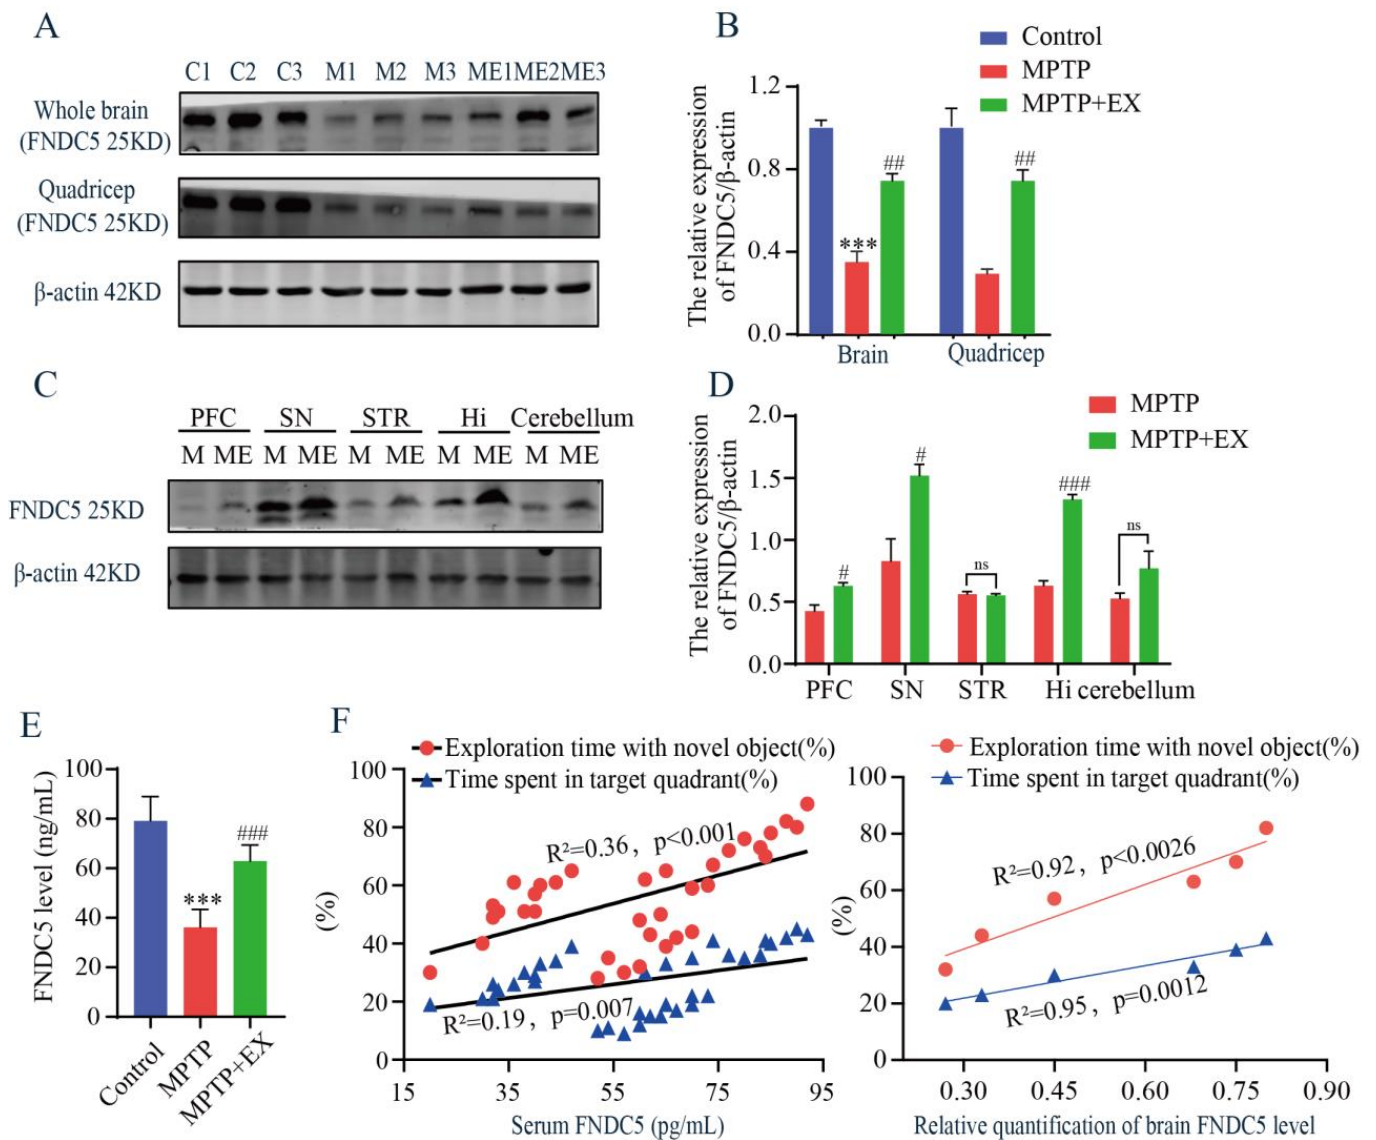 A
C1 C2 C3 M1 M2 M3 ME1ME2ME3
Whole brain
(FNDC5 25KD)
Quadricep
(FNDC5 25KD)
β-actin 42KD
B
Control
MPTP
MPTP+EX
The relative expression
of FNDC5/β-actin
1.2
0.8
0.4
0.0
***
##
##
Brain
Quadricep
C
PFC SN STR Hi Cerebellum
M ME M ME M ME M ME M ME
FNDC5 25KD
β-actin 42KD
D
MPTP
MPTP+EX
The relative expression
of FNDC5/β-actin
2.0
1.5
1.0
0.5
0.0
#
#
ns
###
ns
PFC SN STR Hi cerebellum
E
FNDC5 level (ng/mL)
100
80
60
40
20
0
***
###
Control
MPTP
MPTP+EX
F
Exploration time with novel object(%)
Time spent in target quadrant(%)
(%)
100
80
60
40
20
0
R²=0.36, p<0.001
R²=0.19, p=0.007
15 35 55 75 95
Serum FNDC5 (pg/mL)
Exploration time with novel object(%)
Time spent in target quadrant(%)
(%)
100
80
60
40
20
0
R²=0.92, p<0.0026
R²=0.95, p=0.0012
0.30 0.45 0.60 0.75 0.90
Relative quantification of brain FNDC5 level